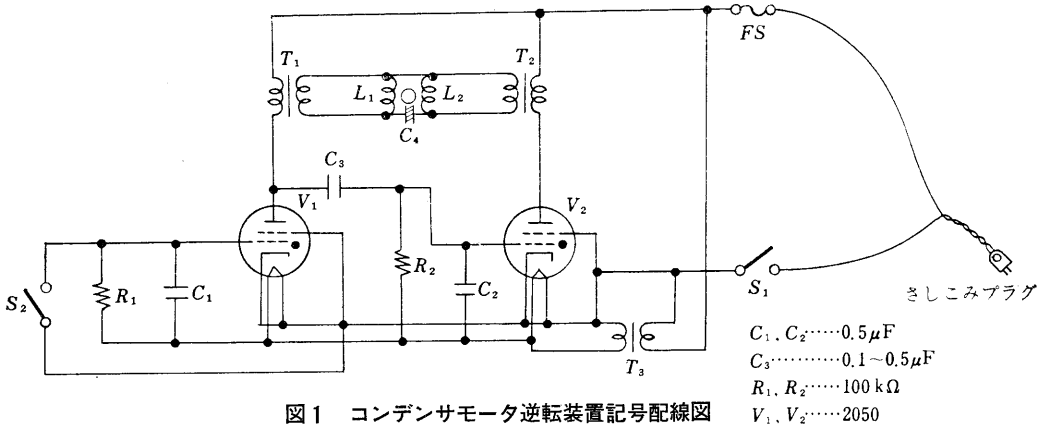 FS
T₁
T₂
L₁
L₂
C₄
C₃
V₁
V₂
R₂
C₂
S₂
R₁
C₁
S₁
T₃
さしこみプラグ
C₁, C₂……0.5μF
C₃…………0.1~0.5μF
R₁, R₂……100 kΩ
V₁, V₂……2050
図1 コンデンサモータ逆転装置記号配線図